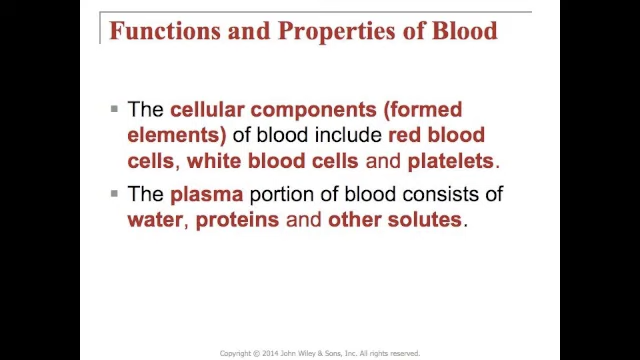 Functions and Properties of Blood
The cellular components (formed
elements) of blood include red blood
cells, white blood cells and platelets.
The plasma portion of blood consists of
water, proteins and other solutes.
Copyright © 2014 John Wiley & Sons, Inc. All rights reserved.